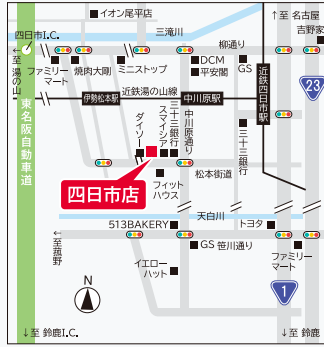 イオン尾平店
↑至 名古屋
三滝川
吉野家
四日市I.C.
柳通り
ファミリーマート
焼肉大剛
ミニストップ
DCM
平安閣
GS
近鉄四日市駅
23
←至 湯の山
近鉄湯の山線
伊勢松本駅
中川原駅
東名阪自動車道
ダイソー
スマイシア
三十三銀行
中川原通り
三十三銀行
四日市店
フィットハウス
松本街道
天白川
513BAKERY
トヨタ
←至 菰野
GS
笹川通り
イエローハット
ファミリーマート
N
1
↓至 鈴鹿I.C.
↓至 鈴鹿